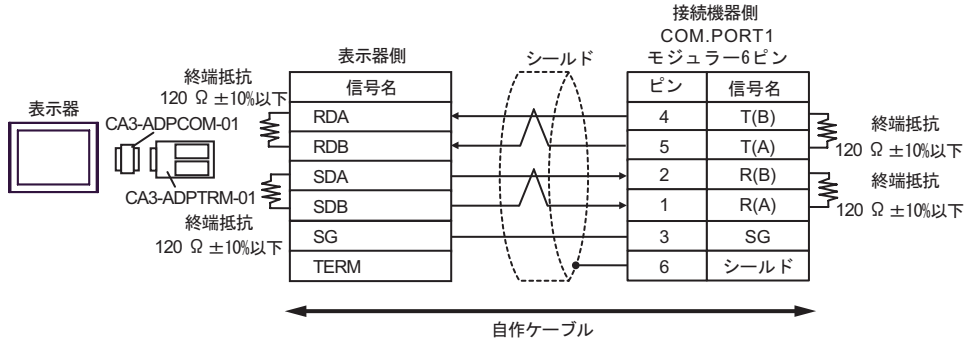 接続機器側
COM.PORT1
モジュラー6ピン
表示器側
シールド
終端抵抗
120 Ω ±10%以下
表示器
CA3-ADPCOM-01
CA3-ADPTRM-01
終端抵抗
120 Ω ±10%以下
信号名
RDA
RDB
SDA
SDB
SG
TERM
ピン 信号名
4 T(B)
5 T(A)
2 R(B)
1 R(A)
3 SG
6 シールド
終端抵抗
120 Ω ±10%以下
終端抵抗
120 Ω ±10%以下
自作ケーブル